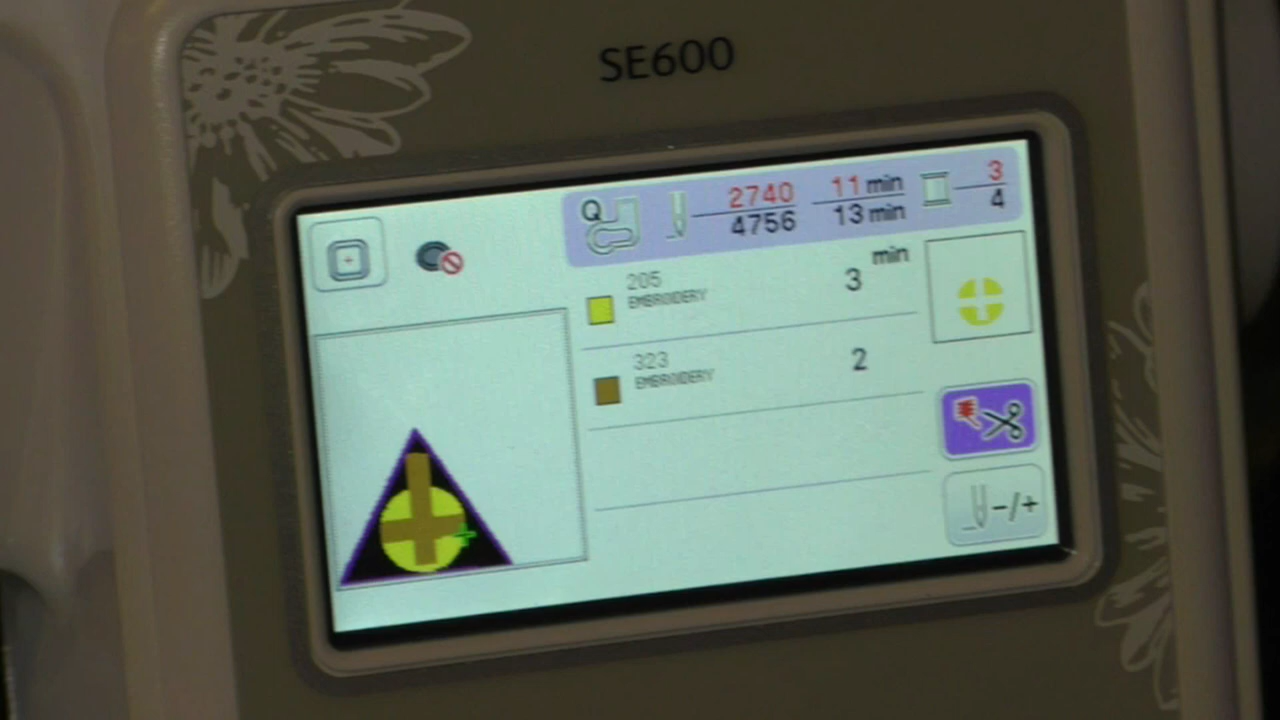 SE600
Q
2740
4756
11 min
13 min
3
4
min
205
EMBROIDERY
3
323
EMBROIDERY
2
-/+